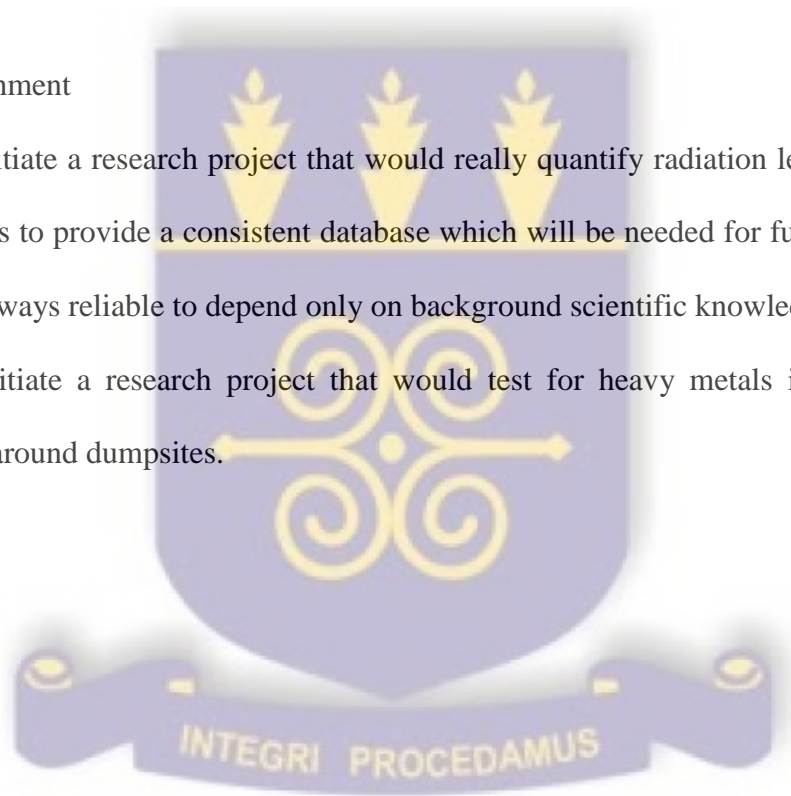 nment
itiate a research project that would really quantify radiation le
s to provide a consistent database which will be needed for fu
ways reliable to depend only on background scientific knowled
itiate a research project that would test for heavy metals i
around dumpsites.
INTEGRI PROCEDAMUS